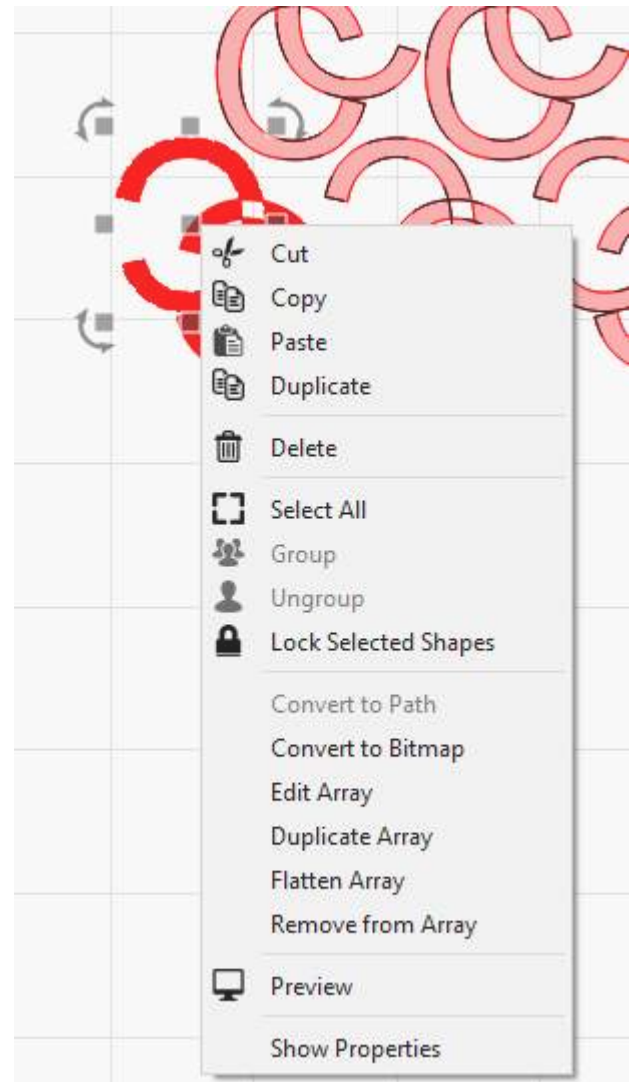 Cut
Copy
Paste
Duplicate
Delete
Select All
Group
Ungroup
Lock Selected Shapes
Convert to Path
Convert to Bitmap
Edit Array
Duplicate Array
Flatten Array
Remove from Array
Preview
Show Properties